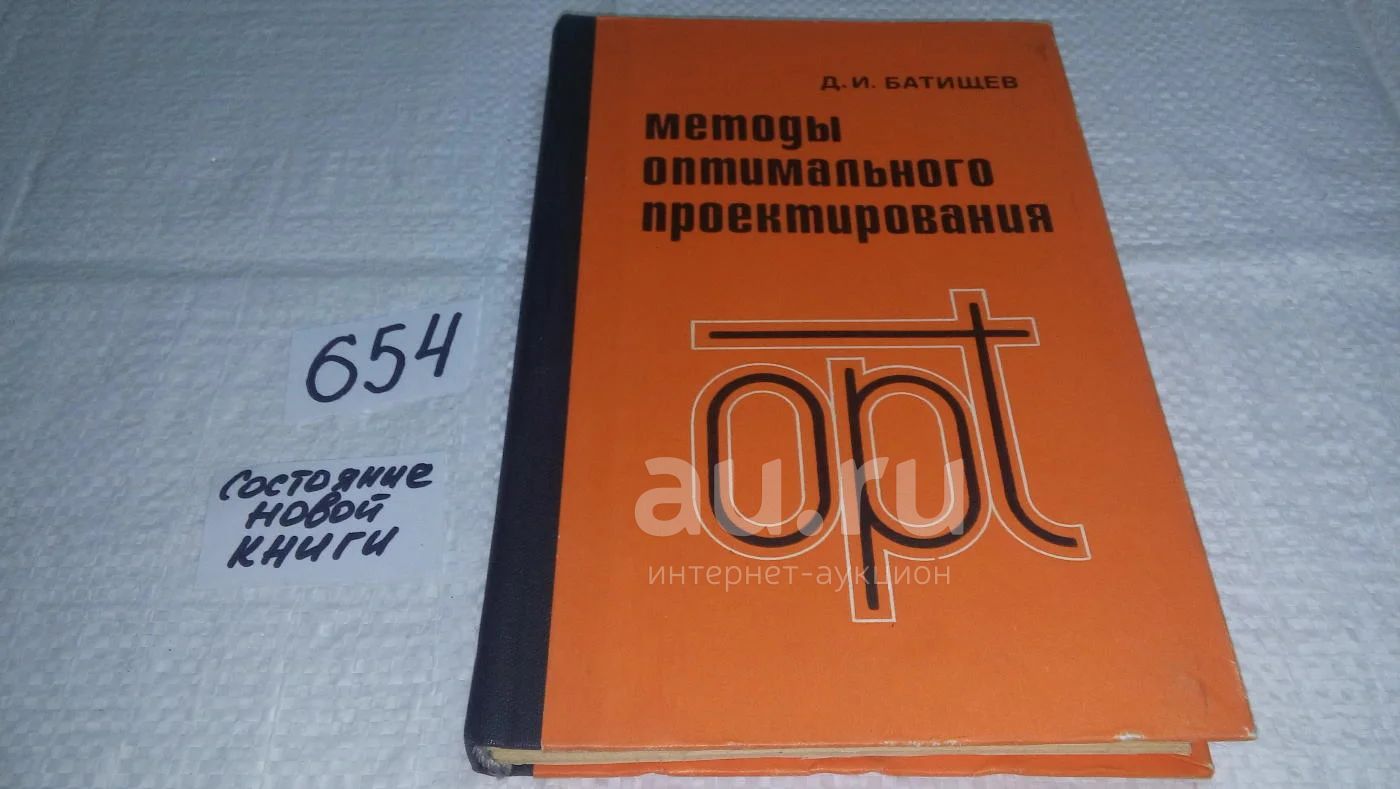 Д. И. БАТИЩЕВ
методы
оптимального
проектирования
opt
au.ru
интернет-аукцион
654
Состояние
новой
книги